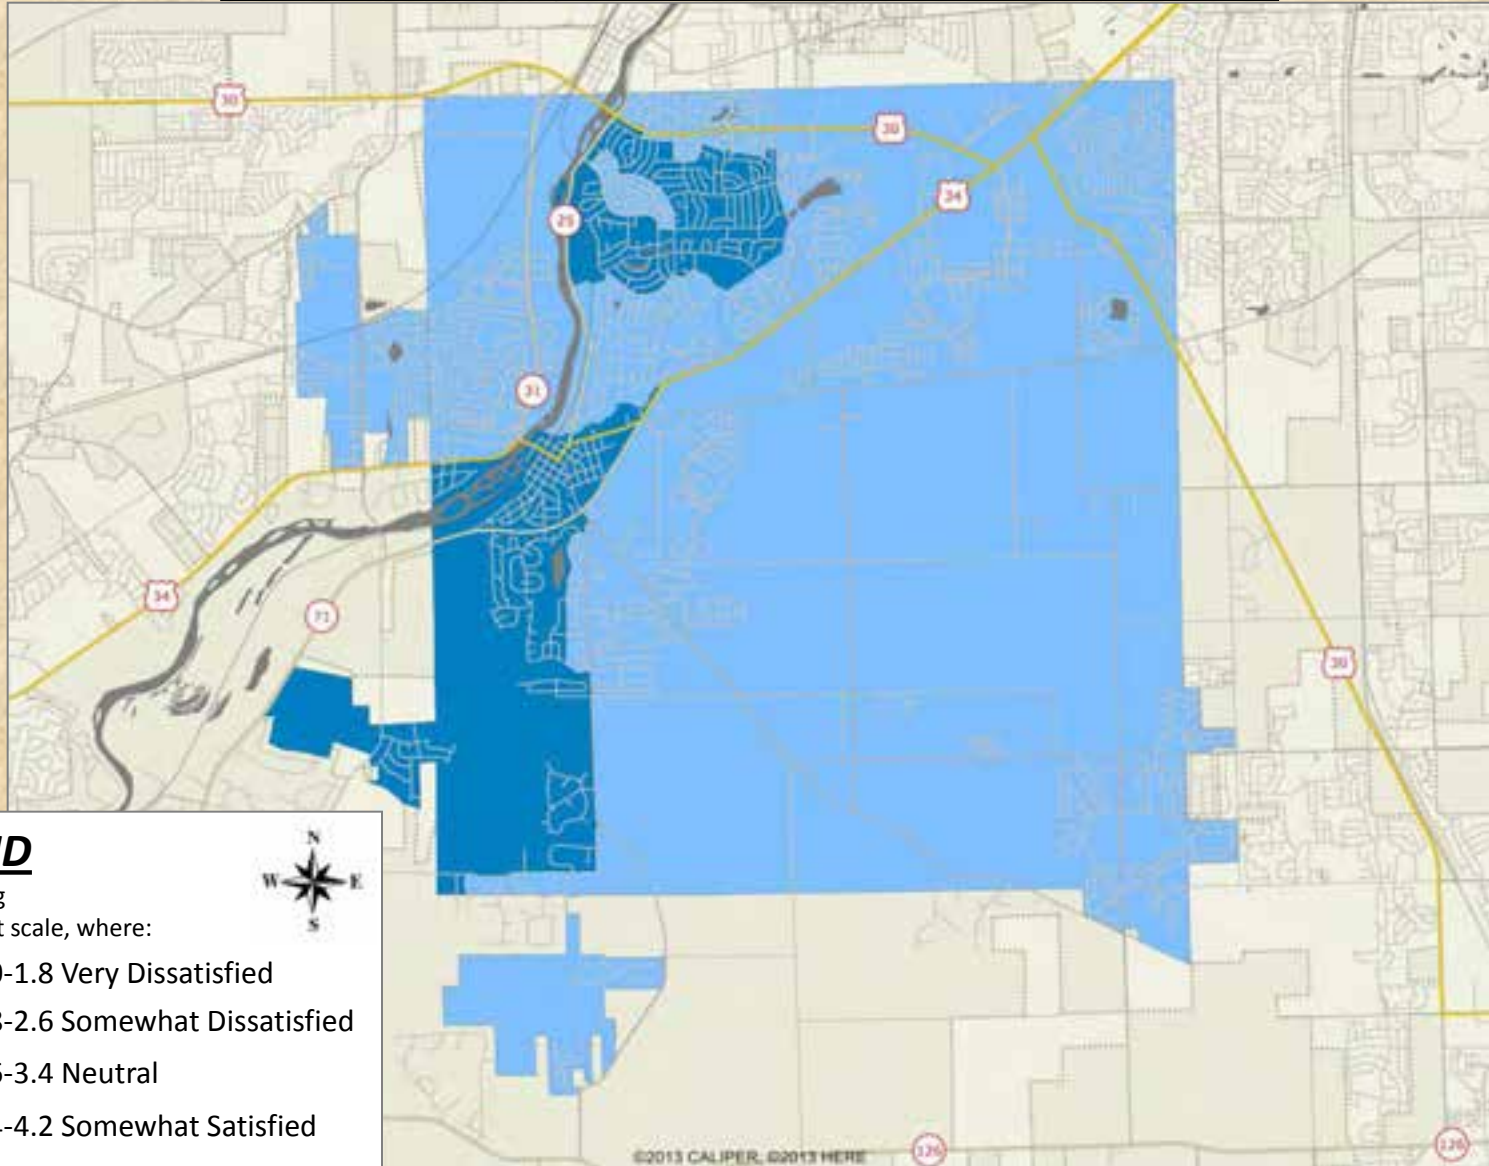 30
30
34
25
31
34
71
30
D
N
W E
S
g
t scale, where:
-1.8 Very Dissatisfied
-2.6 Somewhat Dissatisfied
-3.4 Neutral
-4.2 Somewhat Satisfied
©2013 CALIPER, ©2013 HERE
126
126